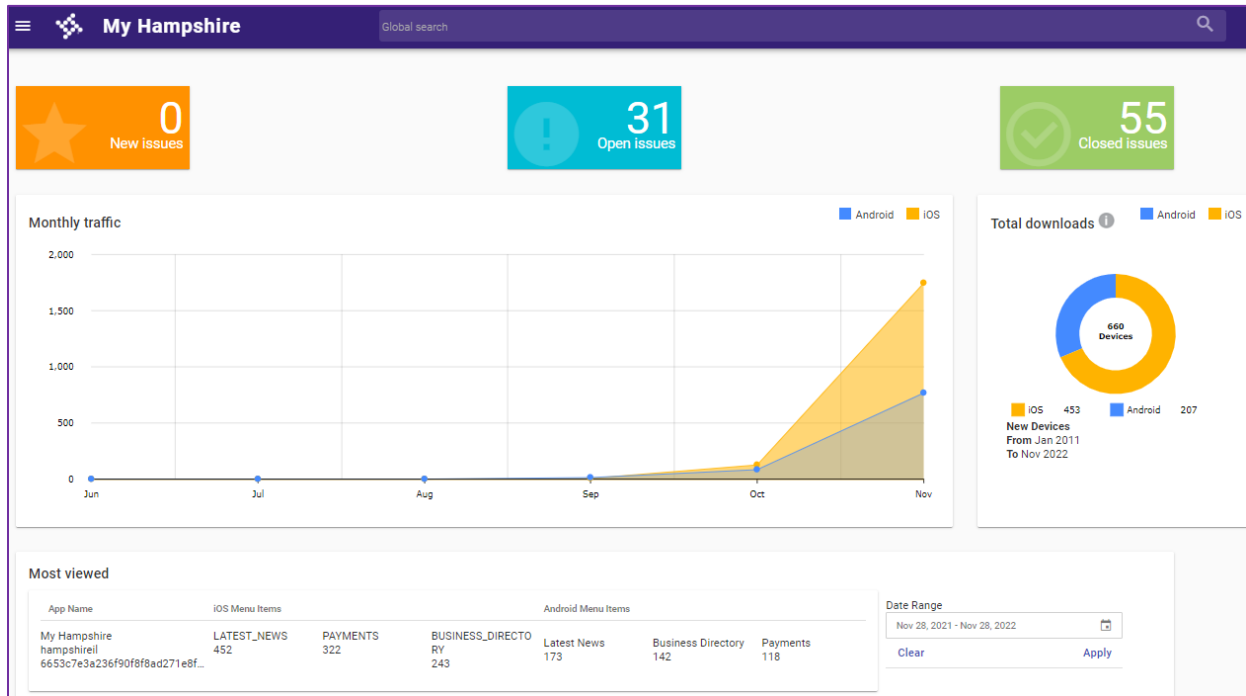 My Hampshire
Global search
0
New issues
31
Open issues
55
Closed issues
Monthly traffic
Android iOS
2,000
1,500
1,000
500
0
Jun Jul Aug Sep Oct Nov
Total downloads
Android iOS
660
Devices
iOS 453 Android 207
New Devices
From Jan 2011
To Nov 2022
Most viewed
App Name iOS Menu Items Android Menu Items
My Hampshire
hampshireil
6653c7e3a236f90f8f8ad271e8f...
LATEST_NEWS
452
PAYMENTS
322
BUSINESS_DIRECTO
RY
243
Latest News
173
Business Directory
142
Payments
118
Date Range
Nov 28, 2021 - Nov 28, 2022
Clear Apply